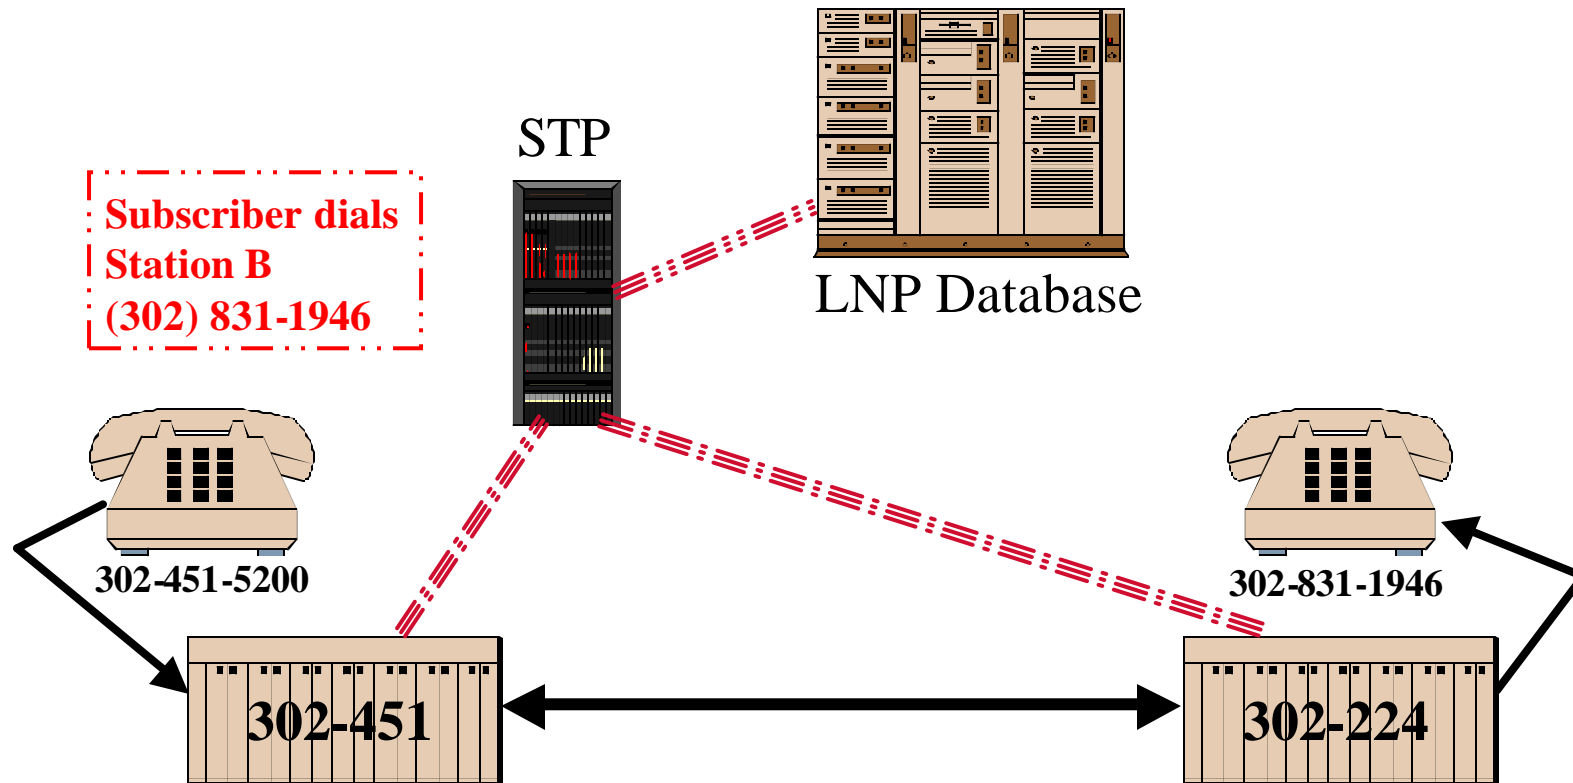 STP
Subscriber dials
Station B
(302) 831-1946
LNP Database
302-451-5200
302-831-1946
302-451
302-224